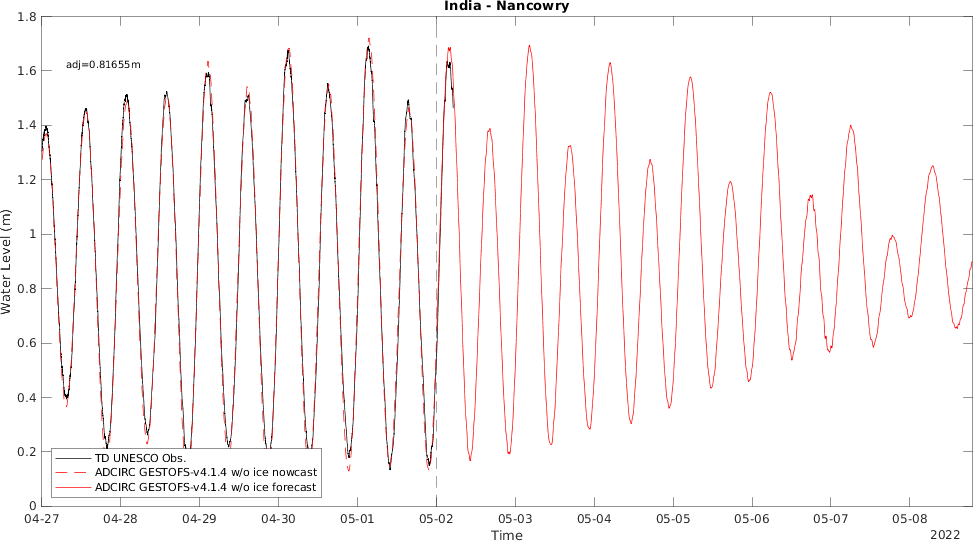 India - Nancowry
1.8
1.6
1.4
1.2
1
0.8
0.6
0.4
0.2
0
Water Level (m)
adj=0.81655m
TD UNESCO Obs.
ADCIRC GESTOFS-v4.1.4 w/o ice nowcast
ADCIRC GESTOFS-v4.1.4 w/o ice forecast
04-27 04-28 04-29 04-30 05-01 05-02 05-03 05-04 05-05 05-06 05-07 05-08
Time
2022